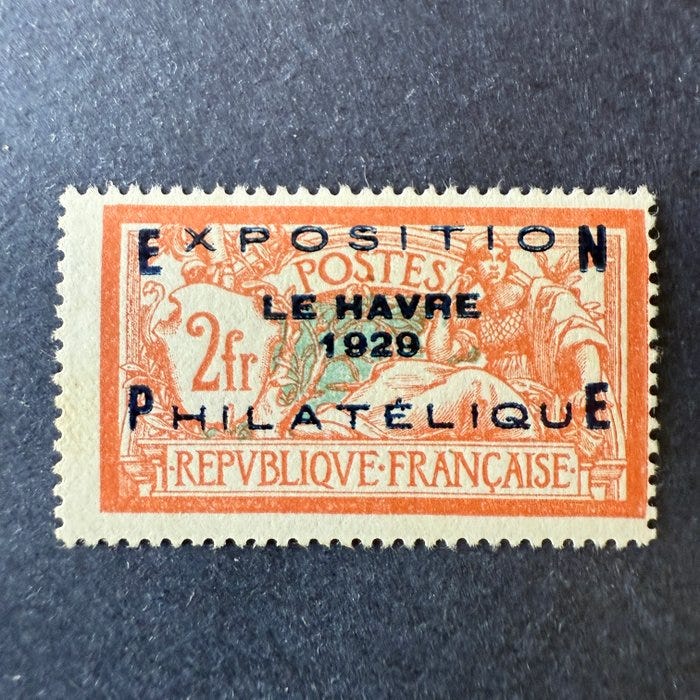 EXPOSITION
POSTES
LE HAVRE
1929
2fr
PHILATÉLIQUE
·REPVBLIQVE·FRANÇAISE·